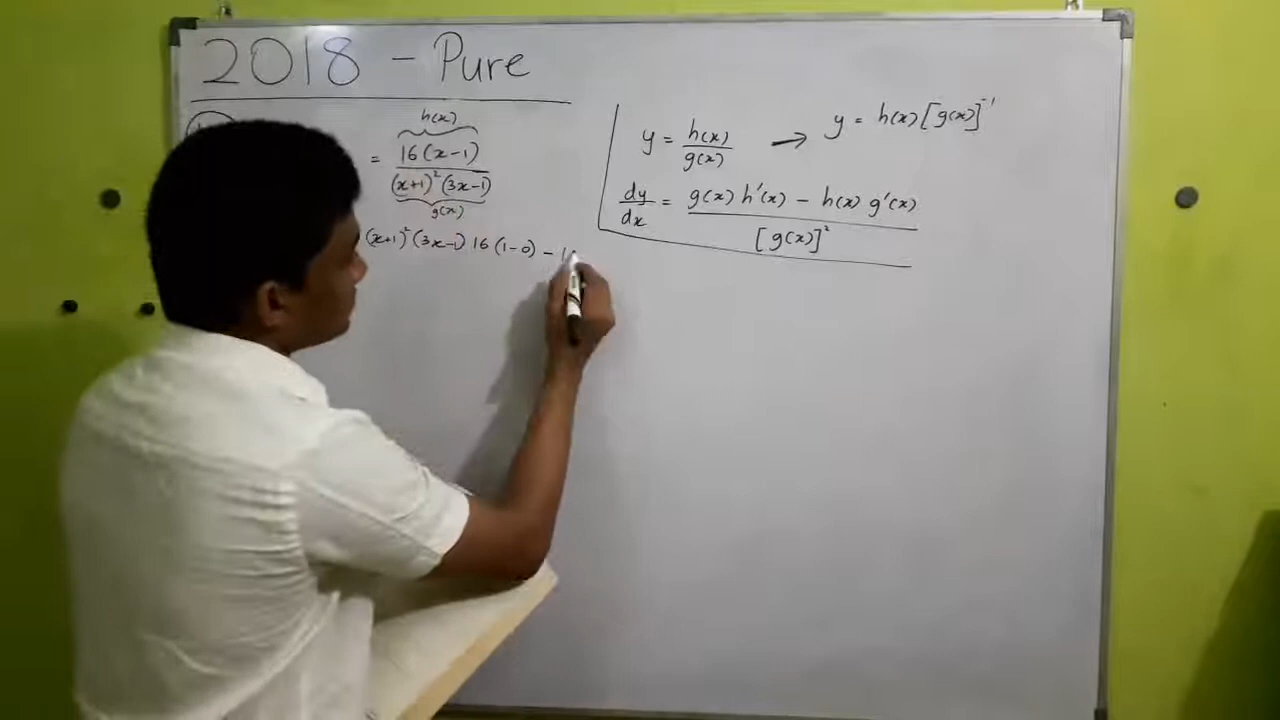 2018 - Pure
h(x)
= 16(x-1) / (x+1)²(3x-1)
g(x)
(x+1)²(3x-1) 16(1-0) - 1
y = h(x) / g(x) → y = h(x)[g(x)]⁻¹
dy/dx = g(x) h'(x) - h(x) g'(x) / [g(x)]²